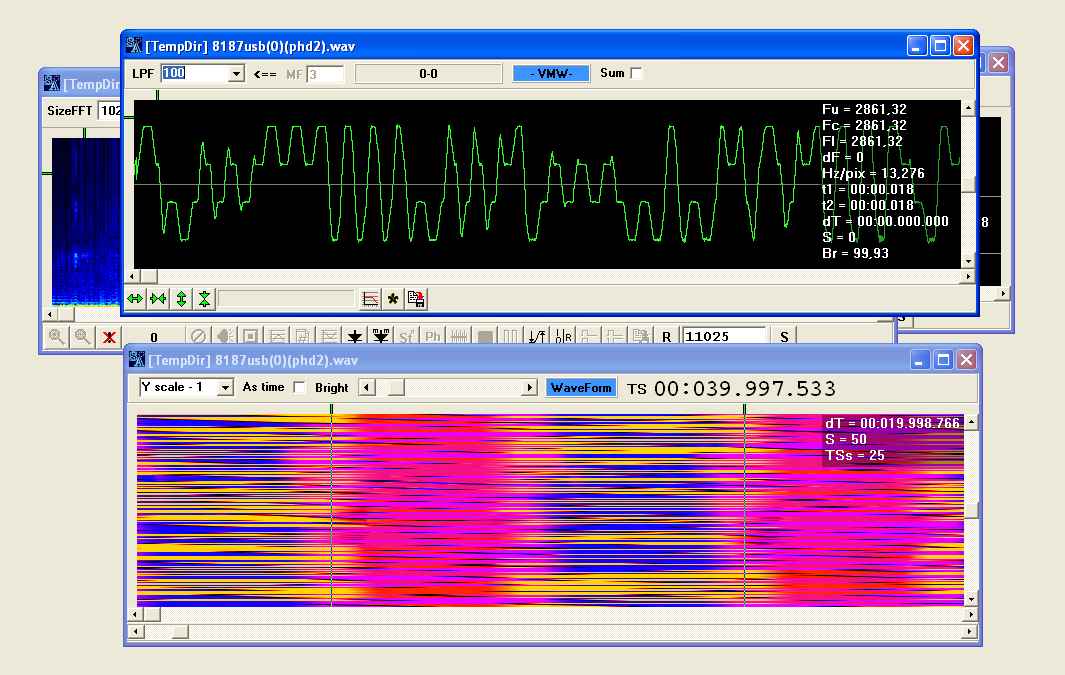 [TempDir] 8187usb(0)(phd2).wav
LPF 100 <== MF 3 0-0 - VMW- Sum
Fu = 2861,32
Fc = 2861,32
Fl = 2861,32
dF = 0
Hz/pix = 13,276
t1 = 00:00.018
t2 = 00:00.018
dT = 00:00.000.000
S = 0
Br = 99,93
[TempDir
SizeFFT 102
8
0 Sf Ph R 11025 S
[TempDir] 8187usb(0)(phd2).wav
Y scale - 1 As time Bright WaveForm TS 00:039.997.533
dT = 00:019.998.766
S = 50
TSs = 25